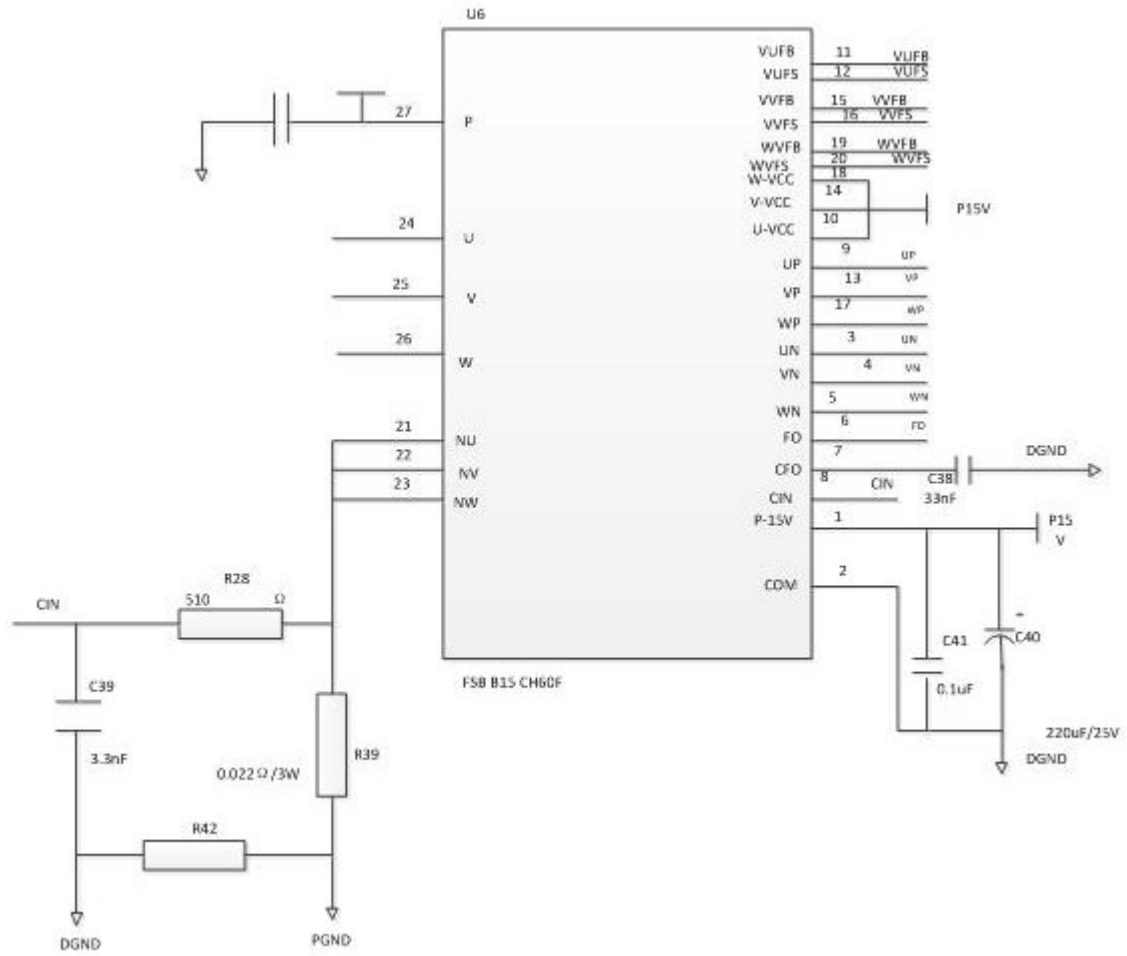 U6
VUFB 11 VUFB
VUFS 12 VUFS
27 P
VVFB 15 VVFB
VVFS 16 VVFS
WVFB 19 WVFB
WVFS 20 WVFS
W-VCC 18
14
V-VCC P15V
10
U-VCC
24 U
9 UP
UP
13 VP
VP
25 V
17 WP
WP
26 W
3 UN
UN
4 VN
VN
5 WN
WN
6 FO
FO
21 NU
7 DGND
22 NV
CFO
8 CIN C38
23 NW
CIN 33nF
P-15V 1 P15
V
COM 2
R28
510 Ω
CIN
C41 C40
C39
FSB B15 CH60F
0.1uF
220uF/25V
DGND
3.3nF
R39
0.022Ω/3W
R42
DGND
PGND